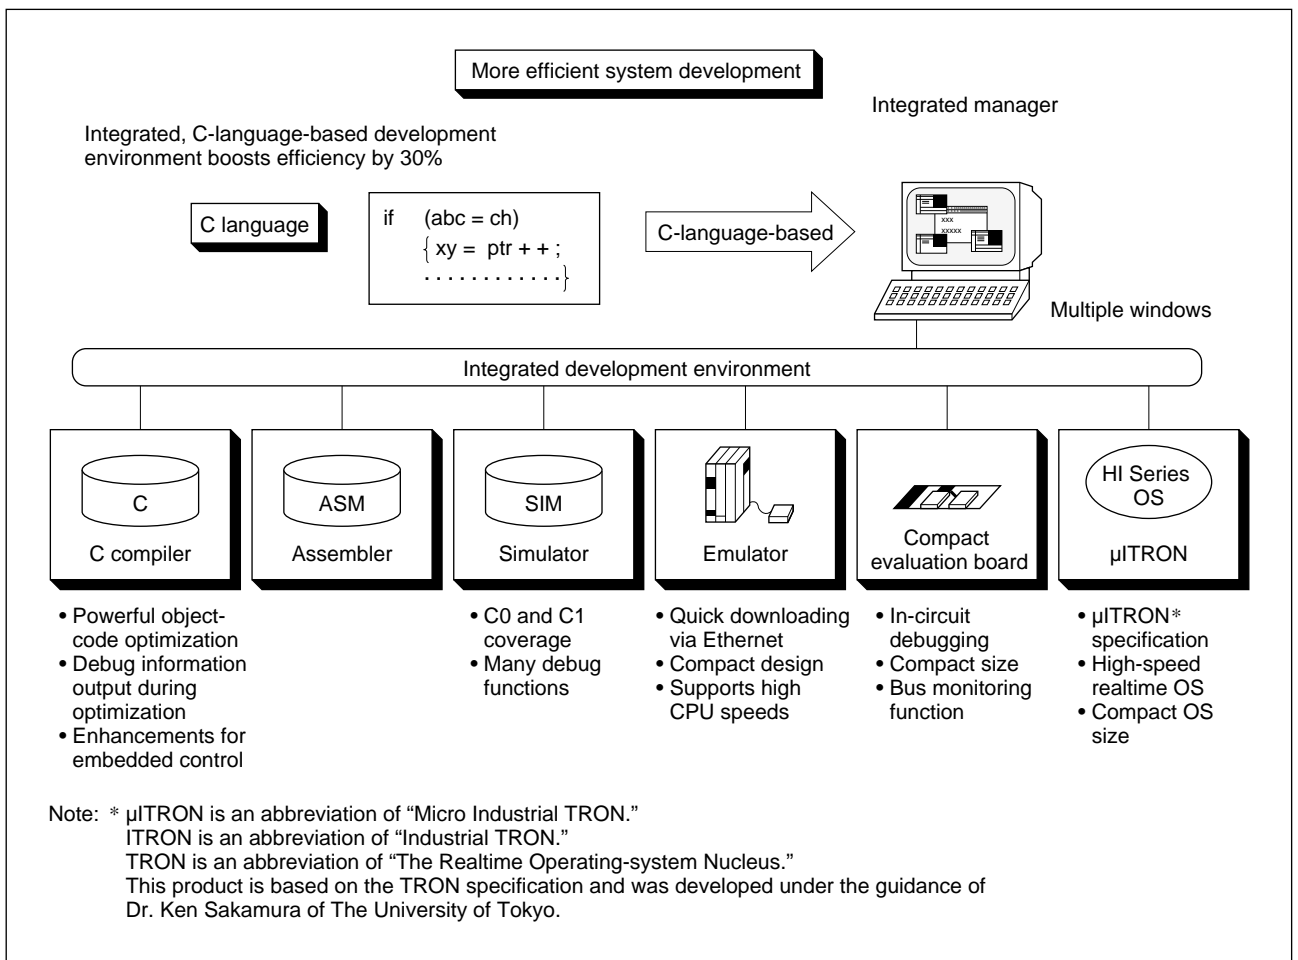 More efficient system development
Integrated manager
Integrated, C-language-based development
environment boosts efficiency by 30%
C language
if (abc = ch)
{ xy = ptr + + ;
. . . . . . . . . . . . }
C-language-based
xxx
xxxxx
Multiple windows
Integrated development environment
C
C compiler
ASM
Assembler
SIM
Simulator
Emulator
Compact
evaluation board
HI Series
OS
µITRON
• Powerful object-
code optimization
• Debug information
output during
optimization
• Enhancements for
embedded control
• C0 and C1
coverage
• Many debug
functions
• Quick downloading
via Ethernet
• Compact design
• Supports high
CPU speeds
• In-circuit
debugging
• Compact size
• Bus monitoring
function
• µITRON*
specification
• High-speed
realtime OS
• Compact OS
size
Note: * µITRON is an abbreviation of “Micro Industrial TRON.”
ITRON is an abbreviation of “Industrial TRON.”
TRON is an abbreviation of “The Realtime Operating-system Nucleus.”
This product is based on the TRON specification and was developed under the guidance of
Dr. Ken Sakamura of The University of Tokyo.